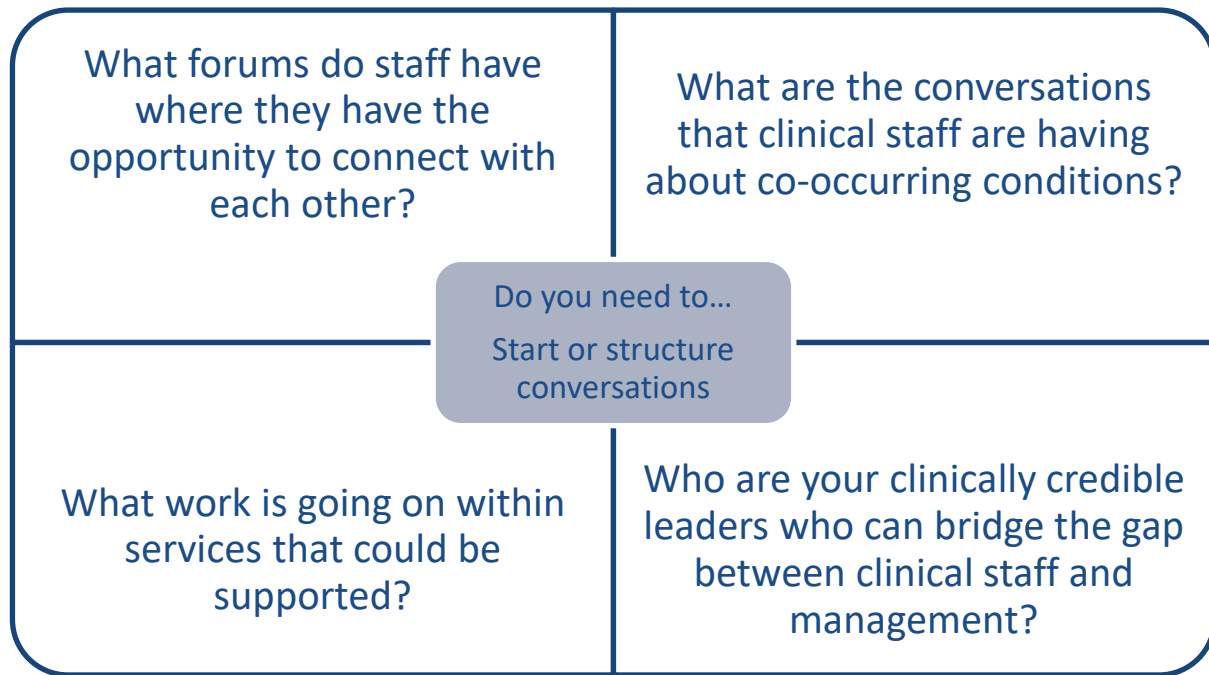 What forums do staff have
where they have the
opportunity to connect with
each other?
What are the conversations
that clinical staff are having
about co-occurring conditions?
Do you need to…
Start or structure
conversations
What work is going on within
services that could be
supported?
Who are your clinically credible
leaders who can bridge the gap
between clinical staff and
management?